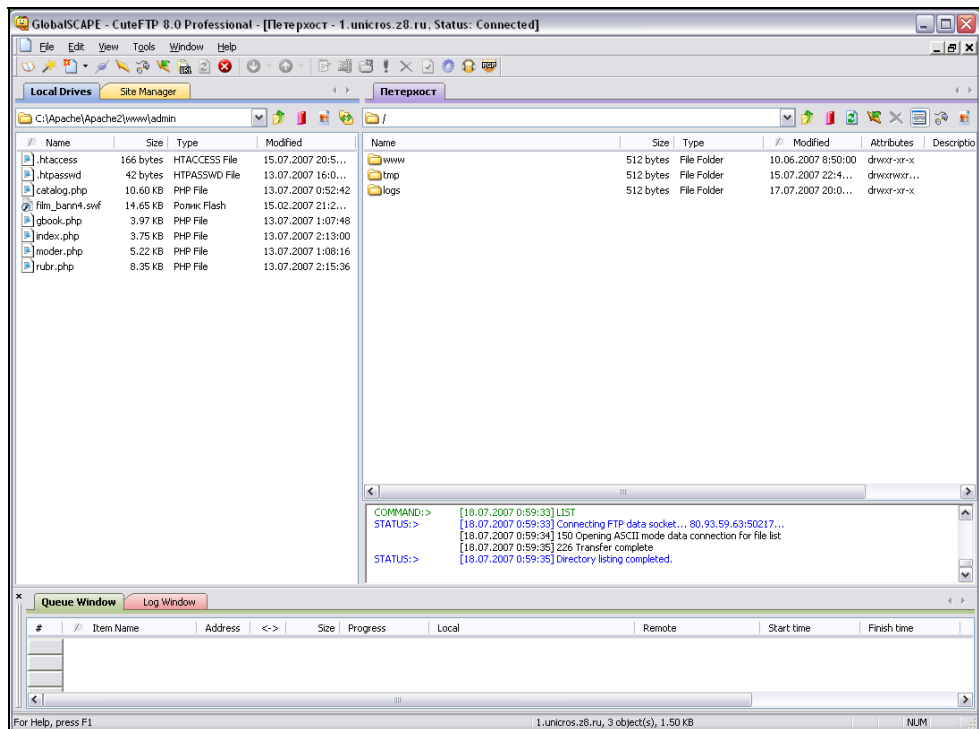 GlobalSCAPE - CuteFTP 8.0 Professional - [Петерхост - 1.unicros.z8.ru, Status: Connected]
File Edit View Tools Window Help
Local Drives Site Manager
Петерхост
C:\Apache\Apache2\www\admin
/
Name Size Type Modified
.htaccess 166 bytes HTACCESS File 15.07.2007 20:5...
.htpasswd 42 bytes HTPASSWD File 13.07.2007 16:0...
catalog.php 10.60 KB PHP File 13.07.2007 0:52:42
film_bann4.swf 14.65 KB Ролик Flash 15.02.2007 21:2...
gbook.php 3.97 KB PHP File 13.07.2007 1:07:48
index.php 3.75 KB PHP File 13.07.2007 2:13:00
moder.php 5.22 KB PHP File 13.07.2007 1:08:16
rubr.php 8.35 KB PHP File 13.07.2007 2:15:36
Name Size Type Modified Attributes Descriptio
www 512 bytes File Folder 10.06.2007 8:50:00 drwxr-xr-x
tmp 512 bytes File Folder 15.07.2007 22:4... drwxrwxr...
logs 512 bytes File Folder 17.07.2007 20:0... drwxr-xr-x
COMMAND:> [18.07.2007 0:59:33] LIST
STATUS:> [18.07.2007 0:59:33] Connecting FTP data socket... 80.93.59.63:50217...
[18.07.2007 0:59:34] 150 Opening ASCII mode data connection for file list
[18.07.2007 0:59:35] 226 Transfer complete
STATUS:> [18.07.2007 0:59:35] Directory listing completed.
Queue Window Log Window
# Item Name Address <-> Size Progress Local Remote Start time Finish time
For Help, press F1 1.unicros.z8.ru, 3 object(s), 1.50 KB NUM